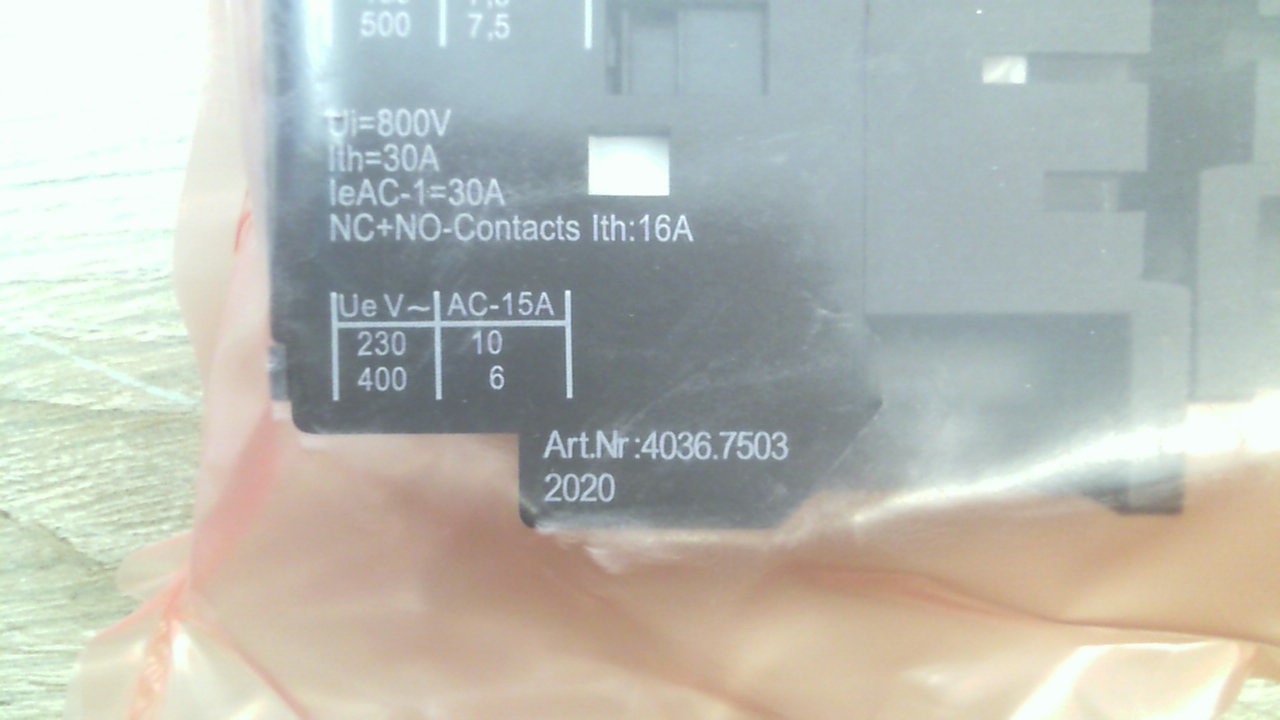 500 7,5
Ui=800V
Ith=30A
IeAC-1=30A
NC+NO-Contacts Ith:16A
Ue V~ AC-15A
230 10
400 6
Art.Nr:4036.7503
2020